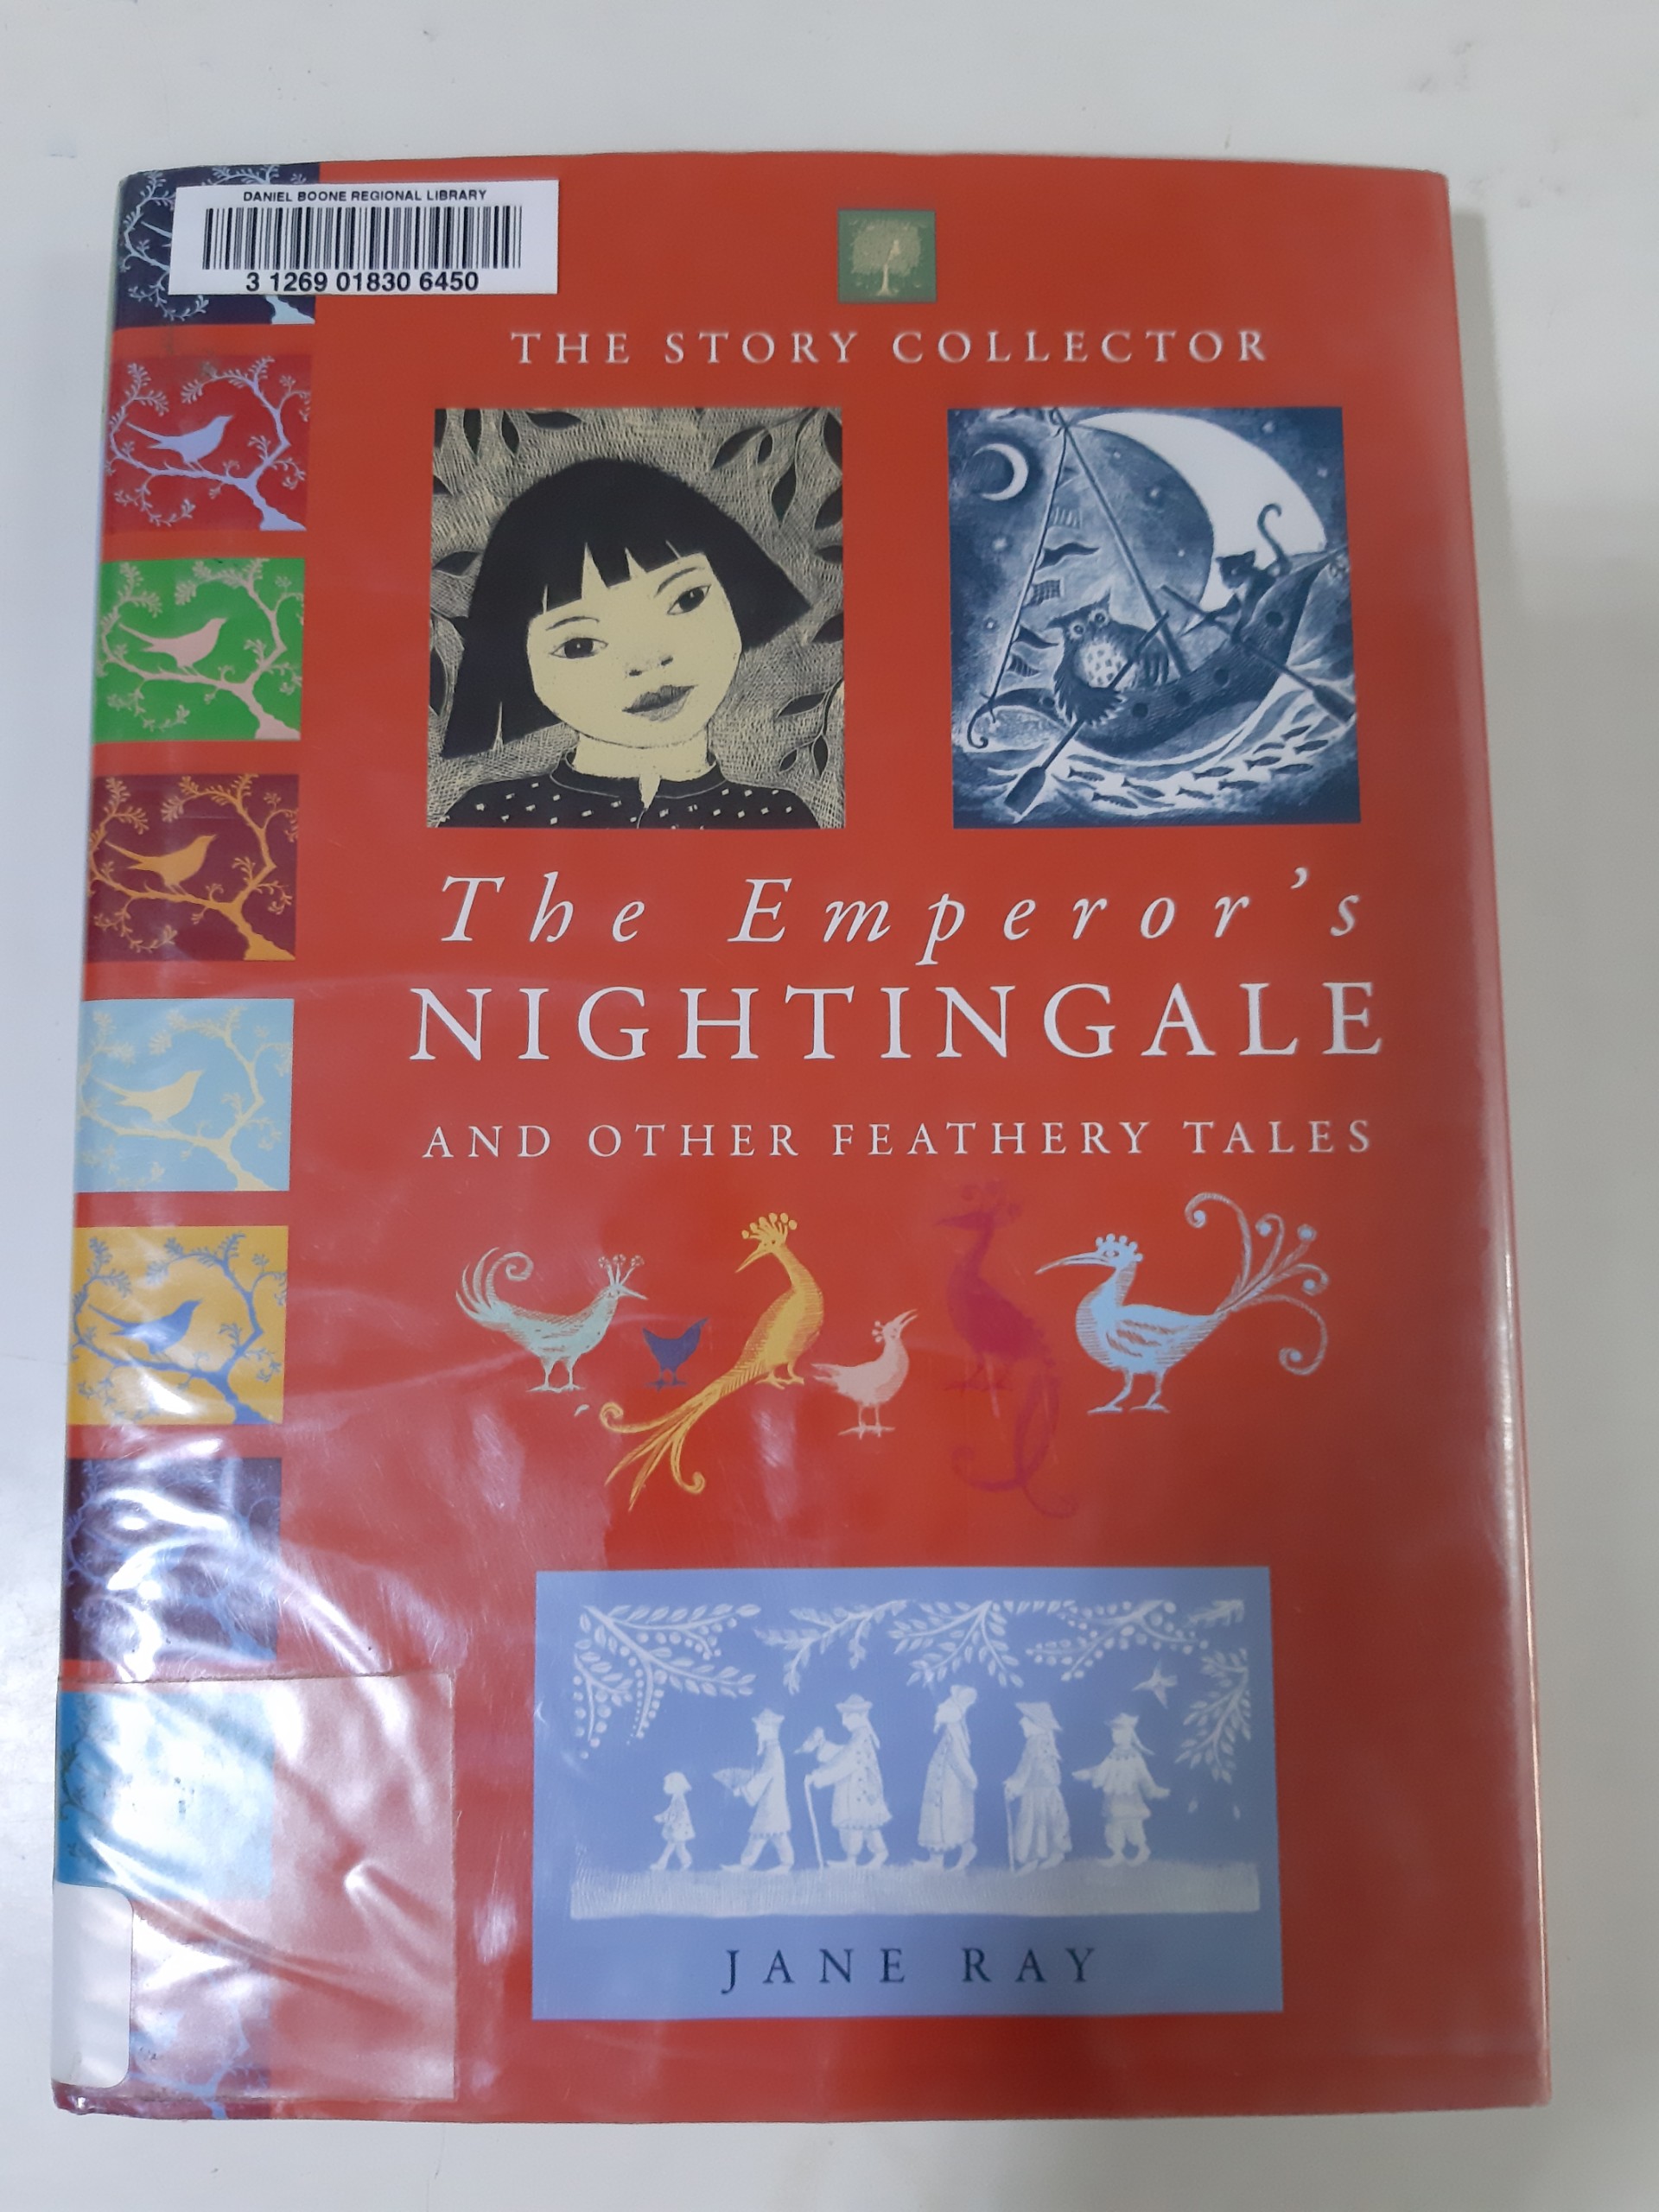 DANIEL BOONE REGIONAL LIBRARY
3 1269 01830 6450
THE STORY COLLECTOR
The Emperor's
NIGHTINGALE
AND OTHER FEATHERY TALES
JANE RAY